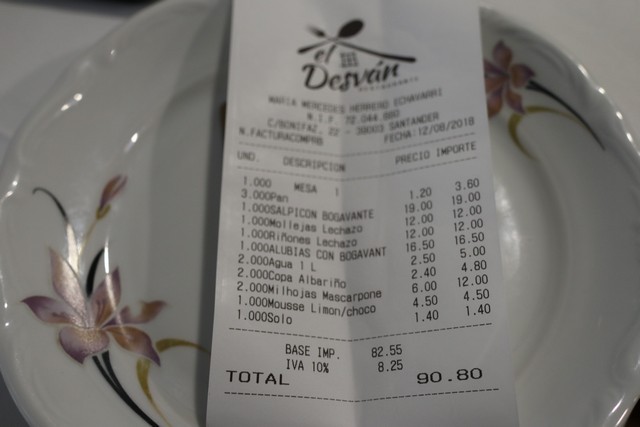 el
Desván
RESTAURANTE
MARIA MERCEDES HERRERO ECHAVARRI
N.I.F. 72.044.880
C/BONIFAZ, 22 - 39003 SANTANDER
N.FACTURACOMPRB FECHA:12/08/2018
UND. DESCRIPCION PRECIO IMPORTE
1.000 MESA 1
3.000Pan 1.20 3.60
1.000SALPICON BOGAVANTE 19.00 19.00
1.000Mollejas Lechazo 12.00 12.00
1.000Riñones Lechazo 12.00 12.00
1.000ALUBIAS CON BOGAVANT 16.50 16.50
2.000Agua 1 L 2.50 5.00
2.000Copa Albariño 2.40 4.80
2.000Milhojas Mascarpone 6.00 12.00
1.000Mousse Limon/choco 4.50 4.50
1.000Solo 1.40 1.40
BASE IMP. 82.55
IVA 10% 8.25
TOTAL 90.80